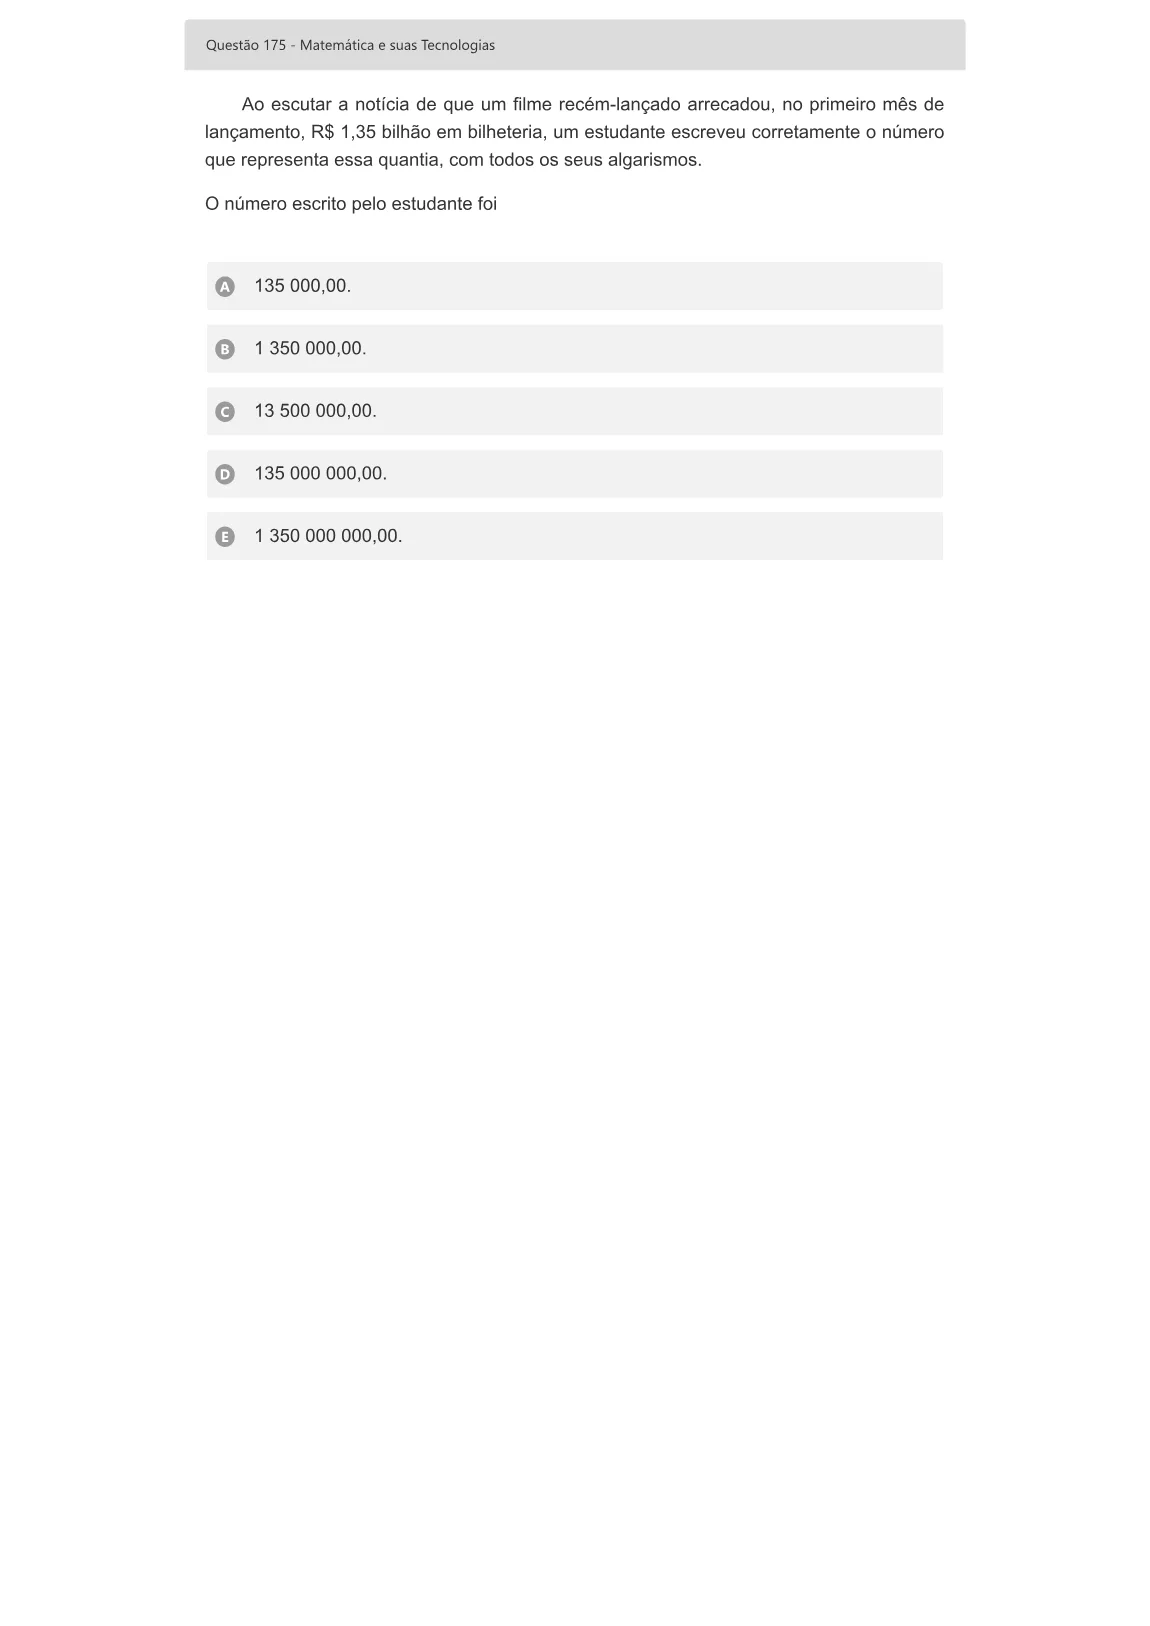 Questão 175 - Matemática e suas Tecnologias
Ao escutar a notícia de que um filme recém-lançado arrecadou, no primeiro mês de
lançamento, R$ 1,35 bilhão em bilheteria, um estudante escreveu corretamente o número
que representa essa quantia, com todos os seus algarismos.
O número escrito pelo estudante foi
A 135 000,00.
B 1 350 000,00.
C 13 500 000,00.
D 135 000 000,00.
E 1 350 000 000,00.